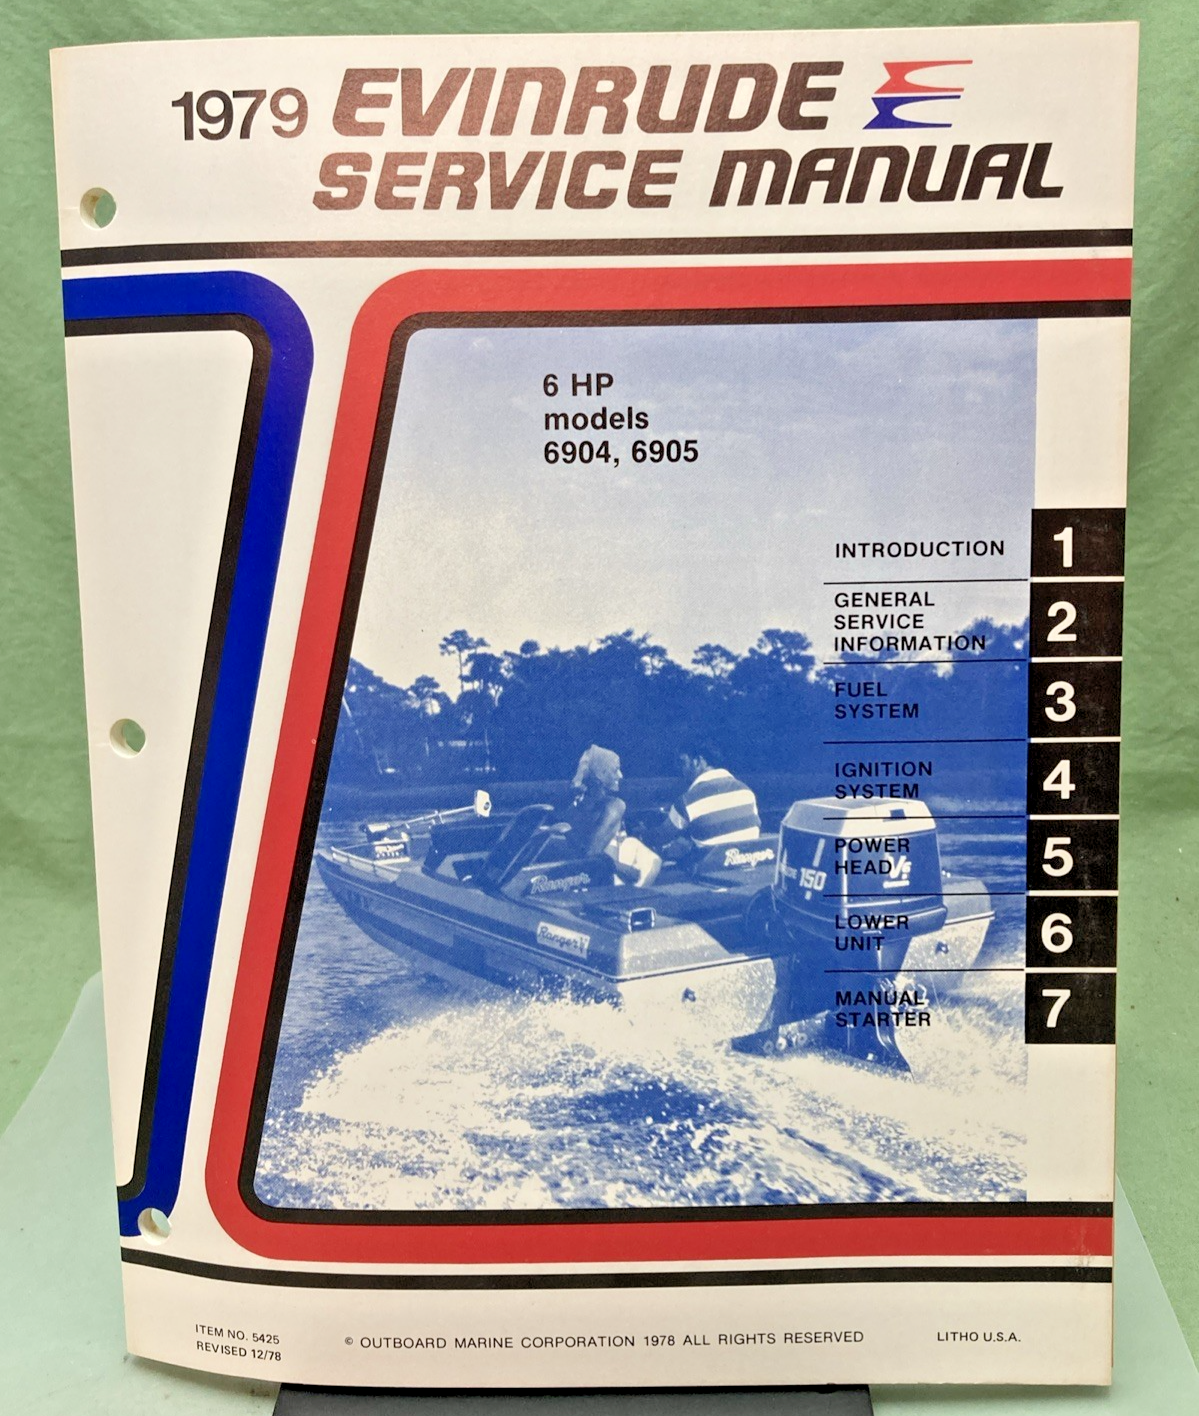 1979 EVINRUDE
SERVICE MANUAL
6 HP
models
6904, 6905
INTRODUCTION 1
GENERAL
SERVICE
INFORMATION 2
FUEL
SYSTEM 3
IGNITION
SYSTEM 4
POWER
HEAD 5
LOWER
UNIT 6
MANUAL
STARTER 7
Ranger
Ranger
Ranger V
150
V6
ITEM NO. 5425
REVISED 12/78
© OUTBOARD MARINE CORPORATION 1978 ALL RIGHTS RESERVED
LITHO U.S.A.